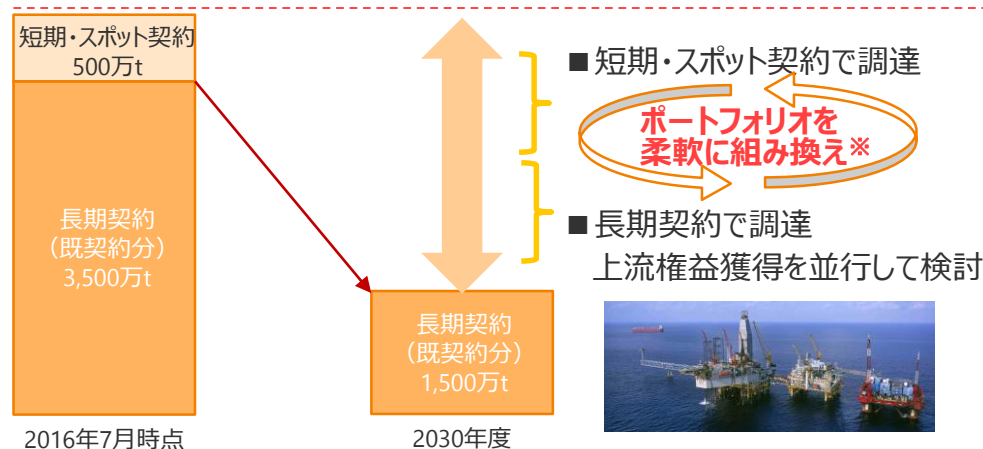 短期・スポット契約
500万t
長期契約
(既契約分)
3,500万t
2016年7月時点
長期契約
(既契約分)
1,500万t
2030年度
■短期・スポット契約で調達
ポートフォリオを
柔軟に組み換え※
■長期契約で調達
上流権益獲得を並行して検討